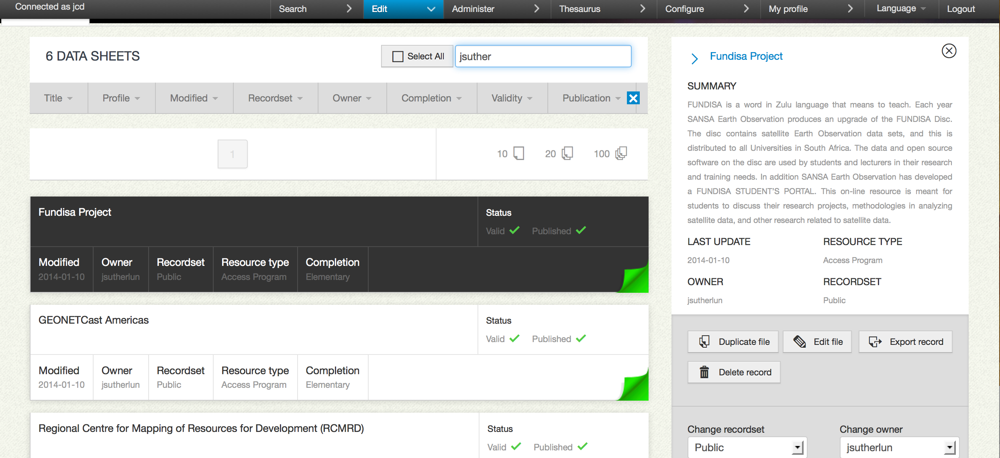 Connected as jcd
Search
Edit
Administer
Thesaurus
Configure
My profile
Language
Logout
6 DATA SHEETS
Select All
jsuther
Title
Profile
Modified
Recordset
Owner
Completion
Validity
Publication
1
10
20
100
Fundisa Project
Status
Valid
Published
Modified
Owner
Recordset
Resource type
Completion
2014-01-10
jsutherlun
Public
Access Program
Elementary
GEONETCast Americas
Status
Valid
Published
Modified
Owner
Recordset
Resource type
Completion
2014-01-10
jsutherlun
Public
Access Program
Elementary
Regional Centre for Mapping of Resources for Development (RCMRD)
Status
Valid
Published
Fundisa Project
SUMMARY
FUNDISA is a word in Zulu language that means to teach. Each year
SANSA Earth Observation produces an upgrade of the FUNDISA Disc.
The disc contains satellite Earth Observation data sets, and this is
distributed to all Universities in South Africa. The data and open source
software on the disc are used by students and lecturers in their research
and training needs. In addition SANSA Earth Observation has developed
a FUNDISA STUDENT’S PORTAL. This on-line resource is meant for
students to discuss their research projects, methodologies in analyzing
satellite data, and other research related to satellite data.
LAST UPDATE
RESOURCE TYPE
2014-01-10
Access Program
OWNER
RECORDSET
jsutherlun
Public
Duplicate file
Edit file
Export record
Delete record
Change recordset
Change owner
Public
jsutherlun